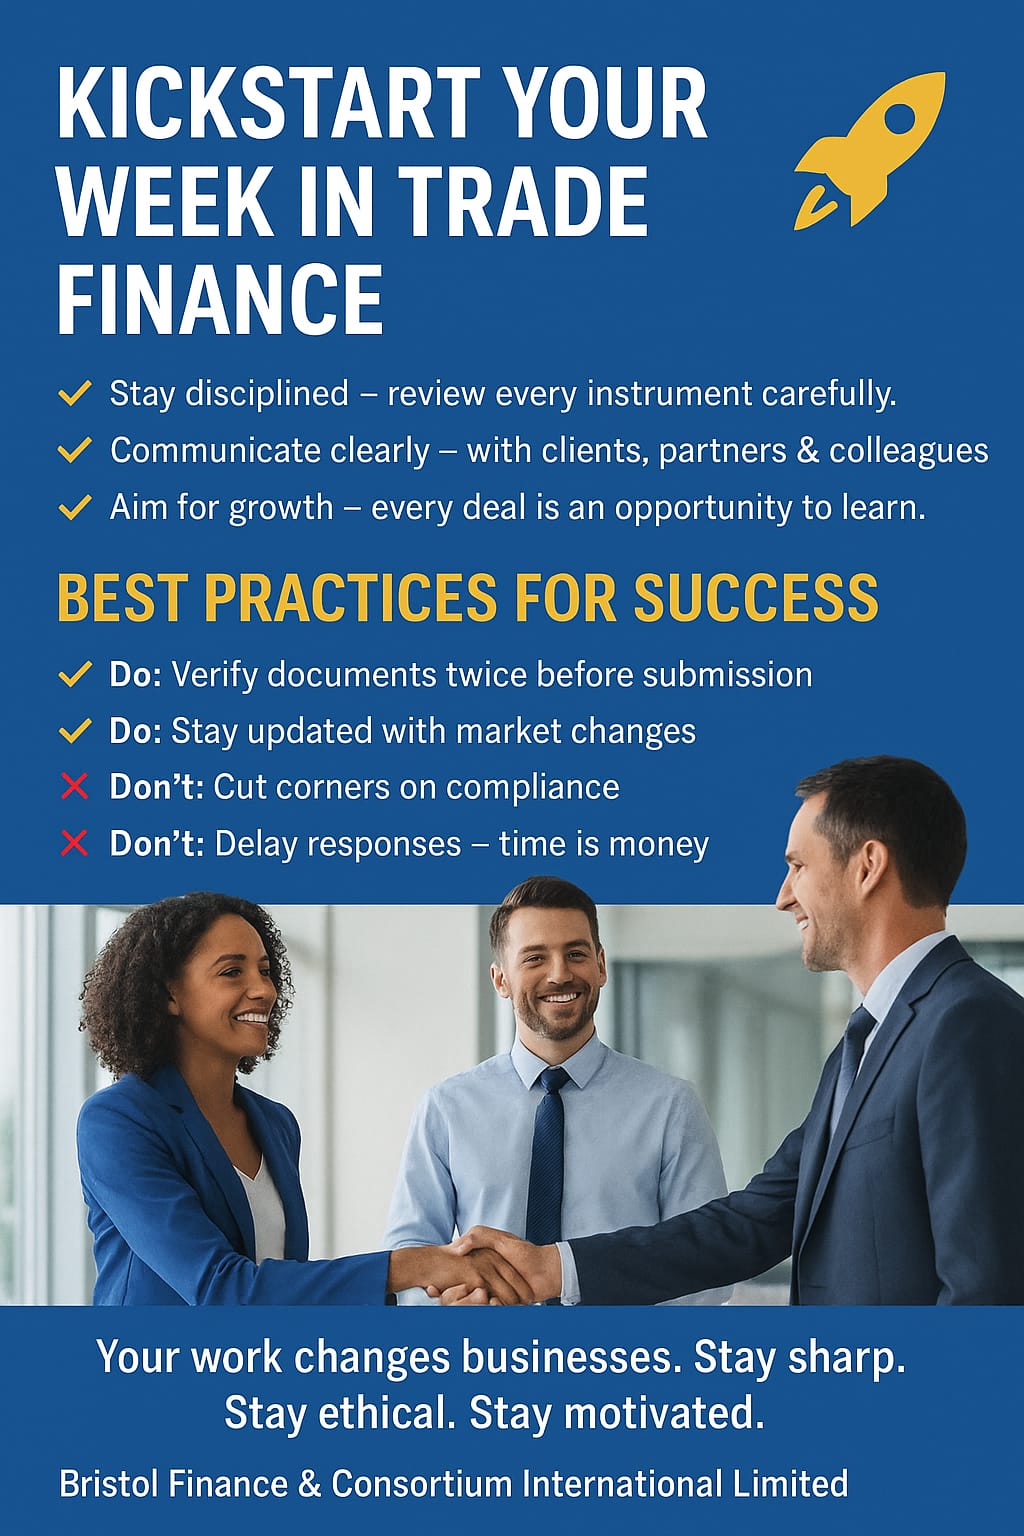 KICKSTART YOUR
WEEK IN TRADE
FINANCE
Stay disciplined – review every instrument carefully.
Communicate clearly – with clients, partners & colleagues
Aim for growth – every deal is an opportunity to learn.
BEST PRACTICES FOR SUCCESS
Do: Verify documents twice before submission
Do: Stay updated with market changes
Don't: Cut corners on compliance
Don't: Delay responses – time is money
Your work changes businesses. Stay sharp.
Stay ethical. Stay motivated.
Bristol Finance & Consortium International Limited